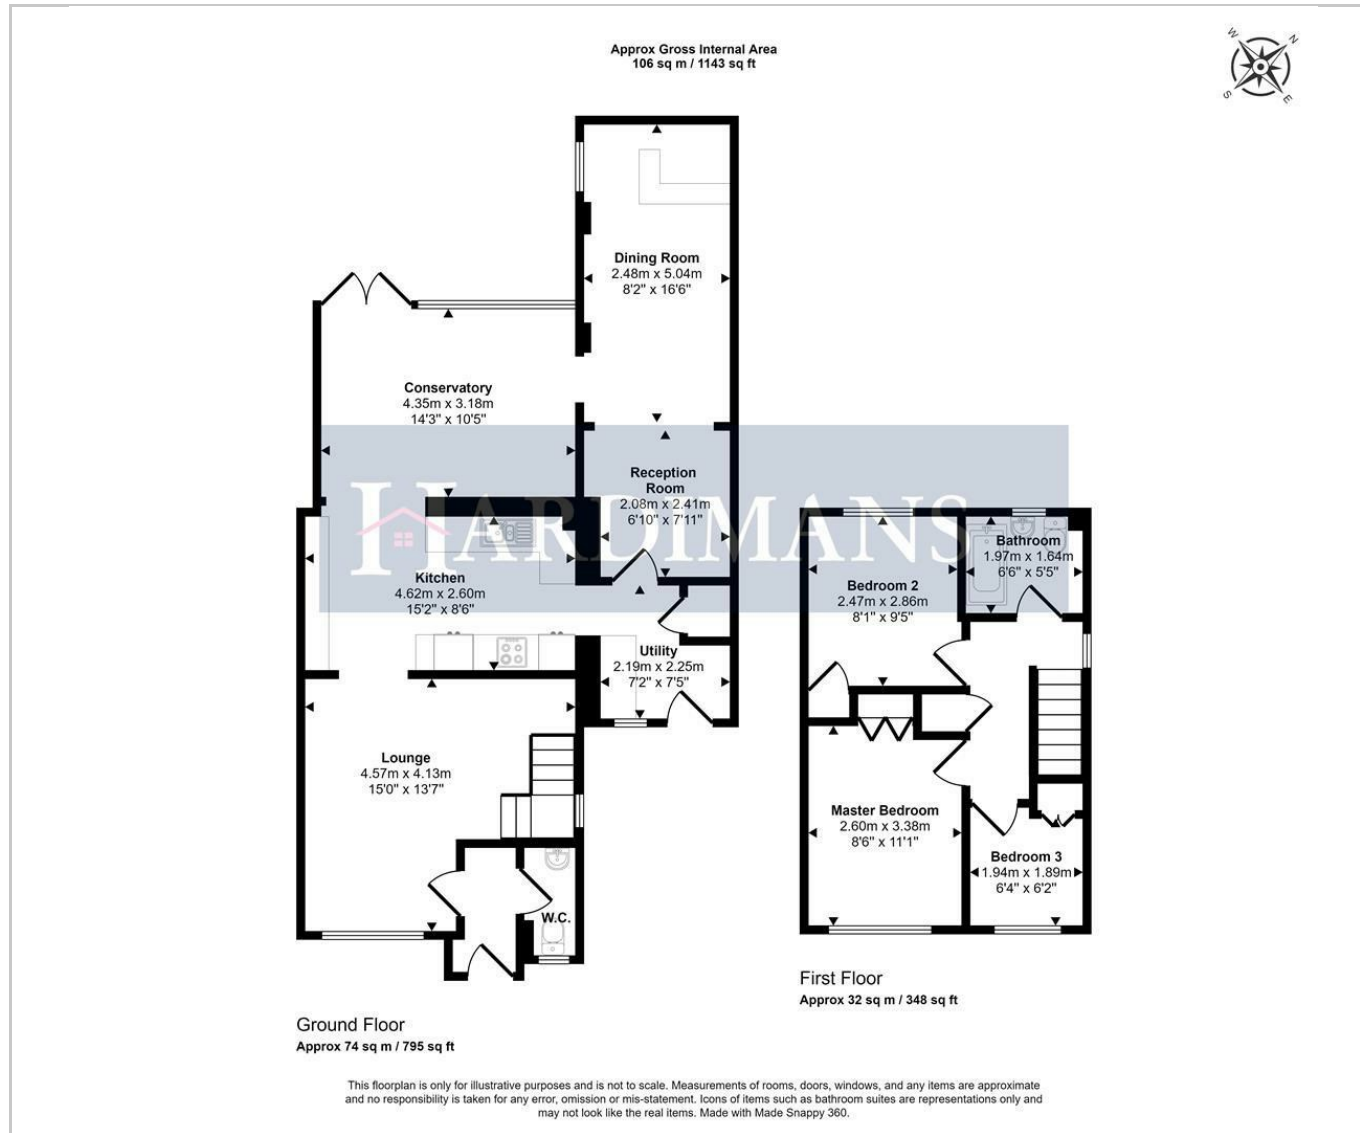 Approx Gross Internal Area
106 sq m / 1143 sq ft
W
N
S
E
Dining Room
2.48m x 5.04m
8'2" x 16'6"
Conservatory
4.35m x 3.18m
14'3" x 10'5"
Reception
Room
2.08m x 2.41m
6'10" x 7'11"
HARDIMANS
Kitchen
4.62m x 2.60m
15'2" x 8'6"
Utility
2.19m x 2.25m
7'2" x 7'5"
Lounge
4.57m x 4.13m
15'0" x 13'7"
W.C.
Bathroom
1.97m x 1.64m
6'6" x 5'5"
Bedroom 2
2.47m x 2.86m
8'1" x 9'5"
Master Bedroom
2.60m x 3.38m
8'6" x 11'1"
Bedroom 3
1.94m x 1.89m
6'4" x 6'2"
First Floor
Approx 32 sq m / 348 sq ft
Ground Floor
Approx 74 sq m / 795 sq ft
This floorplan is only for illustrative purposes and is not to scale. Measurements of rooms, doors, windows, and any items are approximate
and no responsibility is taken for any error, omission or mis-statement. Icons of items such as bathroom suites are representations only and
may not look like the real items. Made with Made Snappy 360.